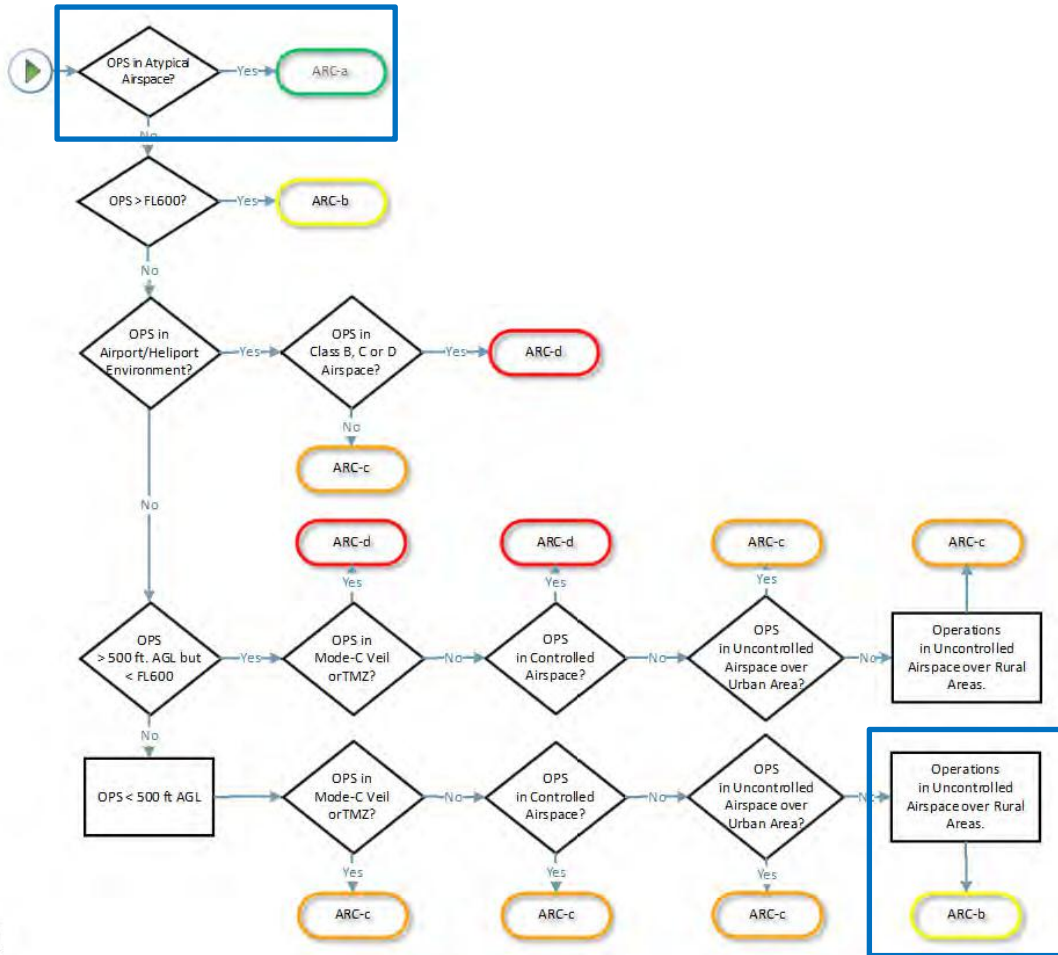 OPS in Atypical
Airspace?
Yes
ARC-a
No
OPS > FL600?
Yes
ARC-b
No
OPS in
Airport/Heliport
Environment?
Yes
OPS in
Class B, C or D
Airspace?
Yes
ARC-d
No
ARC-c
No
ARC-d
ARC-d
ARC-c
ARC-c
Yes
Yes
Yes
OPS
> 500 ft. AGL but
< FL600
Yes
OPS in
Mode-C Veil
or TMZ?
No
OPS
in Controlled
Airspace?
No
OPS
in Uncontrolled
Airspace over
Urban Area?
No
Operations
in Uncontrolled
Airspace over Rural
Areas.
No
OPS < 500 ft AGL
OPS in
Mode-C Veil
or TMZ?
No
OPS
in Controlled
Airspace?
No
OPS
in Uncontrolled
Airspace over
Urban Area?
No
Operations
in Uncontrolled
Airspace over Rural
Areas.
Yes
Yes
Yes
ARC-c
ARC-c
ARC-c
ARC-b